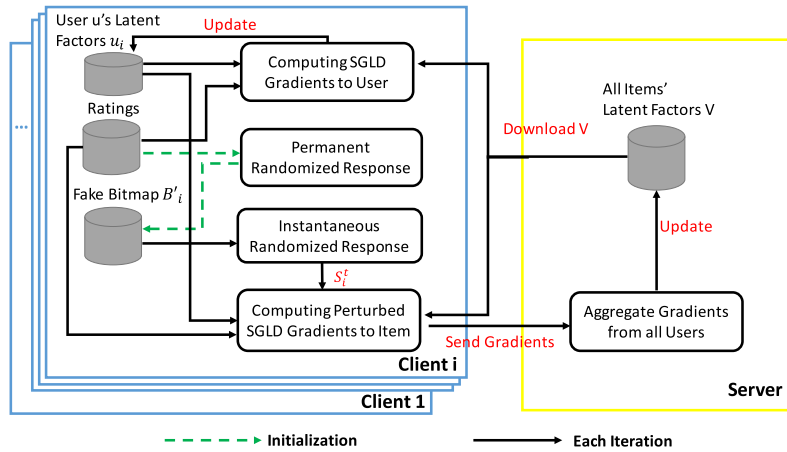 User u's Latent
Factors u_i
Update
Computing SGLD
Gradients to User
Ratings
...
Permanent
Randomized Response
Fake Bitmap B'_i
Instantaneous
Randomized Response
S_i^t
Computing Perturbed
SGLD Gradients to Item
Client i
Client 1
Download V
Send Gradients
All Items'
Latent Factors V
Update
Aggregate Gradients
from all Users
Server
Initialization
Each Iteration